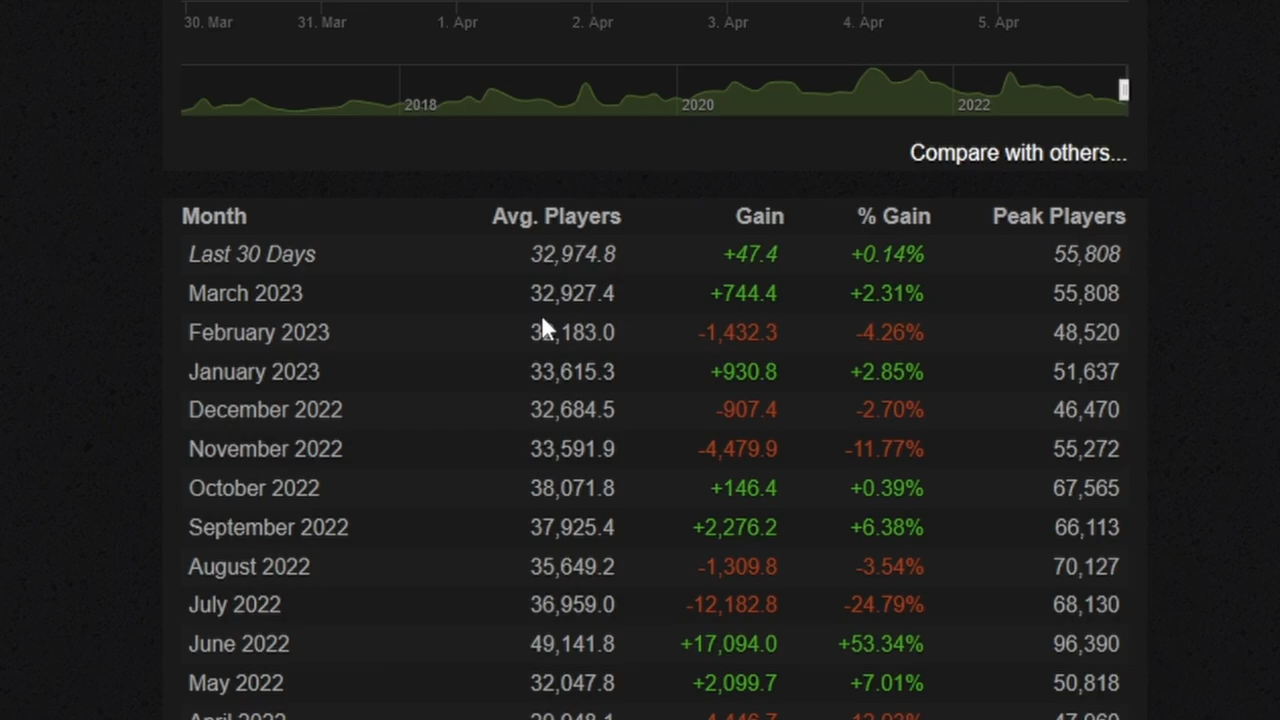 30. Mar 31. Mar 1. Apr 2. Apr 3. Apr 4. Apr 5. Apr
2018 2020 2022
Compare with others...
Month Avg. Players Gain % Gain Peak Players
Last 30 Days 32,974.8 +47.4 +0.14% 55,808
March 2023 32,927.4 +744.4 +2.31% 55,808
February 2023 32,183.0 -1,432.3 -4.26% 48,520
January 2023 33,615.3 +930.8 +2.85% 51,637
December 2022 32,684.5 -907.4 -2.70% 46,470
November 2022 33,591.9 -4,479.9 -11.77% 55,272
October 2022 38,071.8 +146.4 +0.39% 67,565
September 2022 37,925.4 +2,276.2 +6.38% 66,113
August 2022 35,649.2 -1,309.8 -3.54% 70,127
July 2022 36,959.0 -12,182.8 -24.79% 68,130
June 2022 49,141.8 +17,094.0 +53.34% 96,390
May 2022 32,047.8 +2,099.7 +7.01% 50,818
April 2022